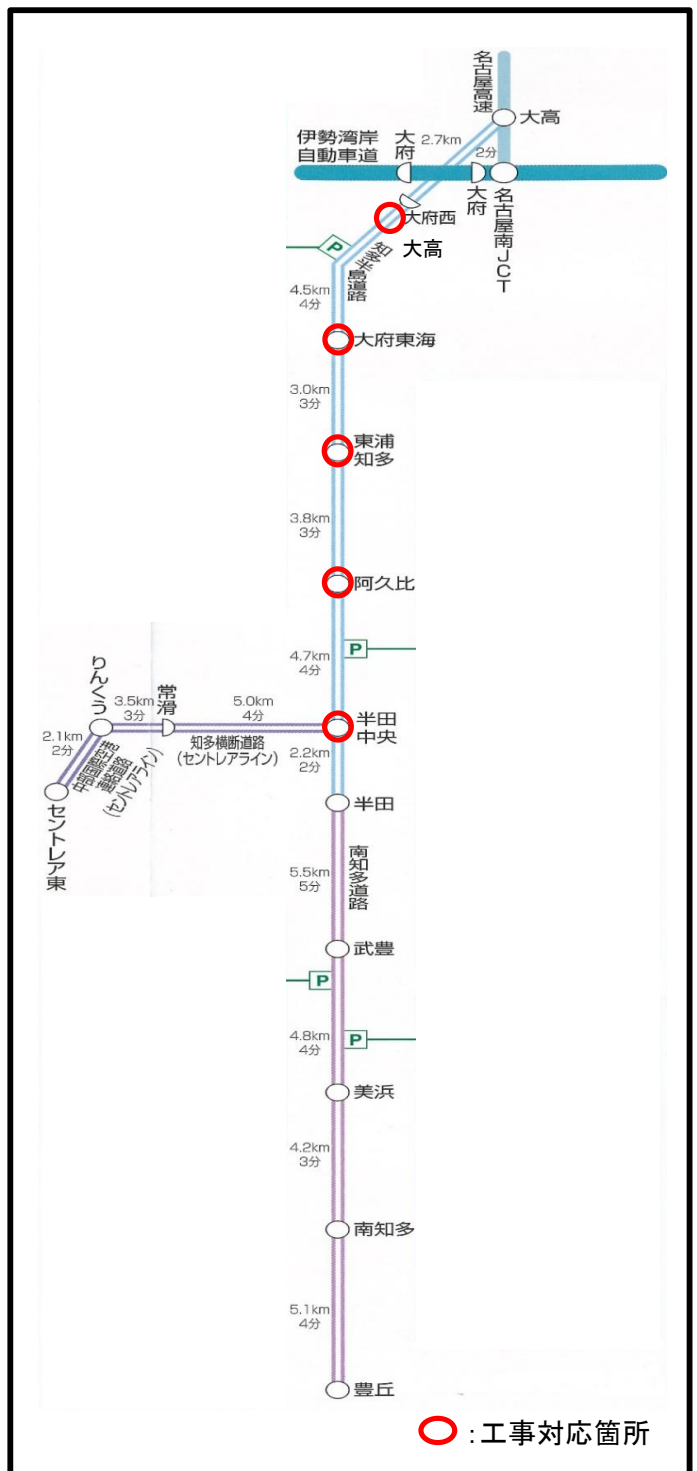 名古屋高速
大高
伊勢湾岸
自動車道
大府
2.7km
2分
大府
名古屋南JCT
大府西
大高
P
知多半島道路
4.5km
4分
大府東海
3.0km
3分
東浦
知多
3.8km
3分
阿久比
4.7km
4分
P
りんくう
3.5km
3分
常滑
5.0km
4分
半田
中央
2.1km
2分
知多横断道路
(セントレアライン)
中部国際空港
連絡道路
(セントレアライン)
2.2km
2分
セントレア東
半田
南知多道路
5.5km
5分
武豊
P
4.8km
4分
P
美浜
4.2km
3分
南知多
5.1km
4分
豊丘
:工事対応箇所